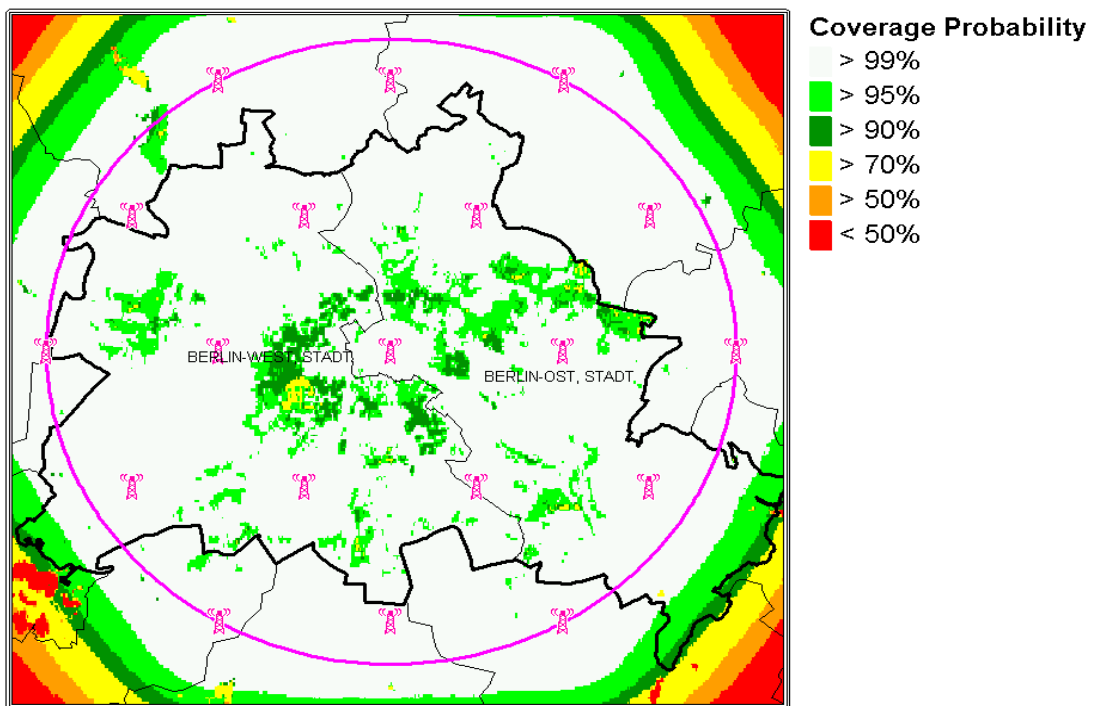 Coverage Probability
> 99%
> 95%
> 90%
> 70%
> 50%
< 50%
BERLIN-WEST, STADT
BERLIN-OST, STADT